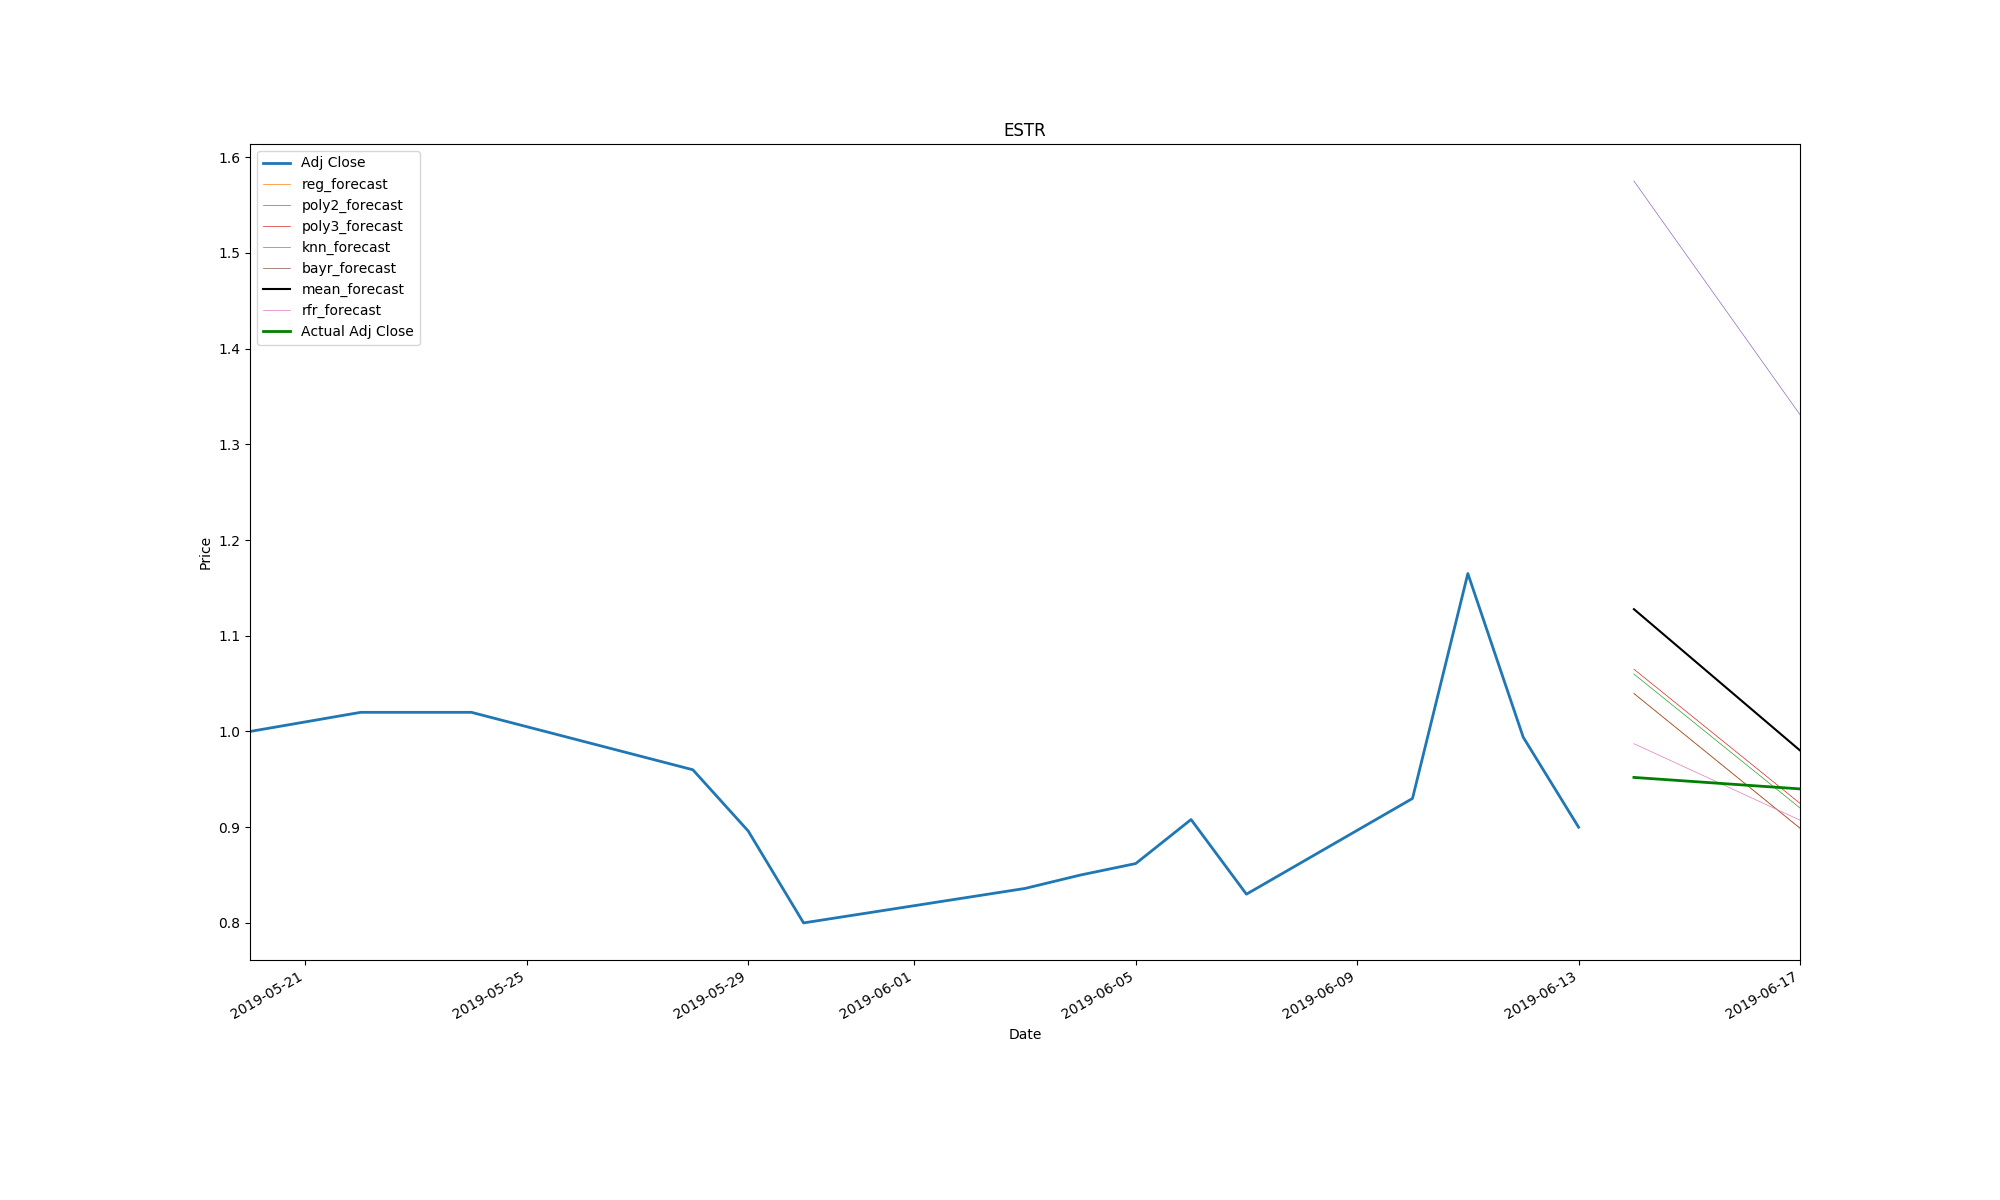 ESTR
Adj Close
reg_forecast
poly2_forecast
poly3_forecast
knn_forecast
bayr_forecast
mean_forecast
rfr_forecast
Actual Adj Close
1.6
1.5
1.4
1.3
1.2
1.1
1.0
0.9
0.8
Price
2019-05-21
2019-05-25
2019-05-29
2019-06-01
2019-06-05
2019-06-09
2019-06-13
2019-06-17
Date